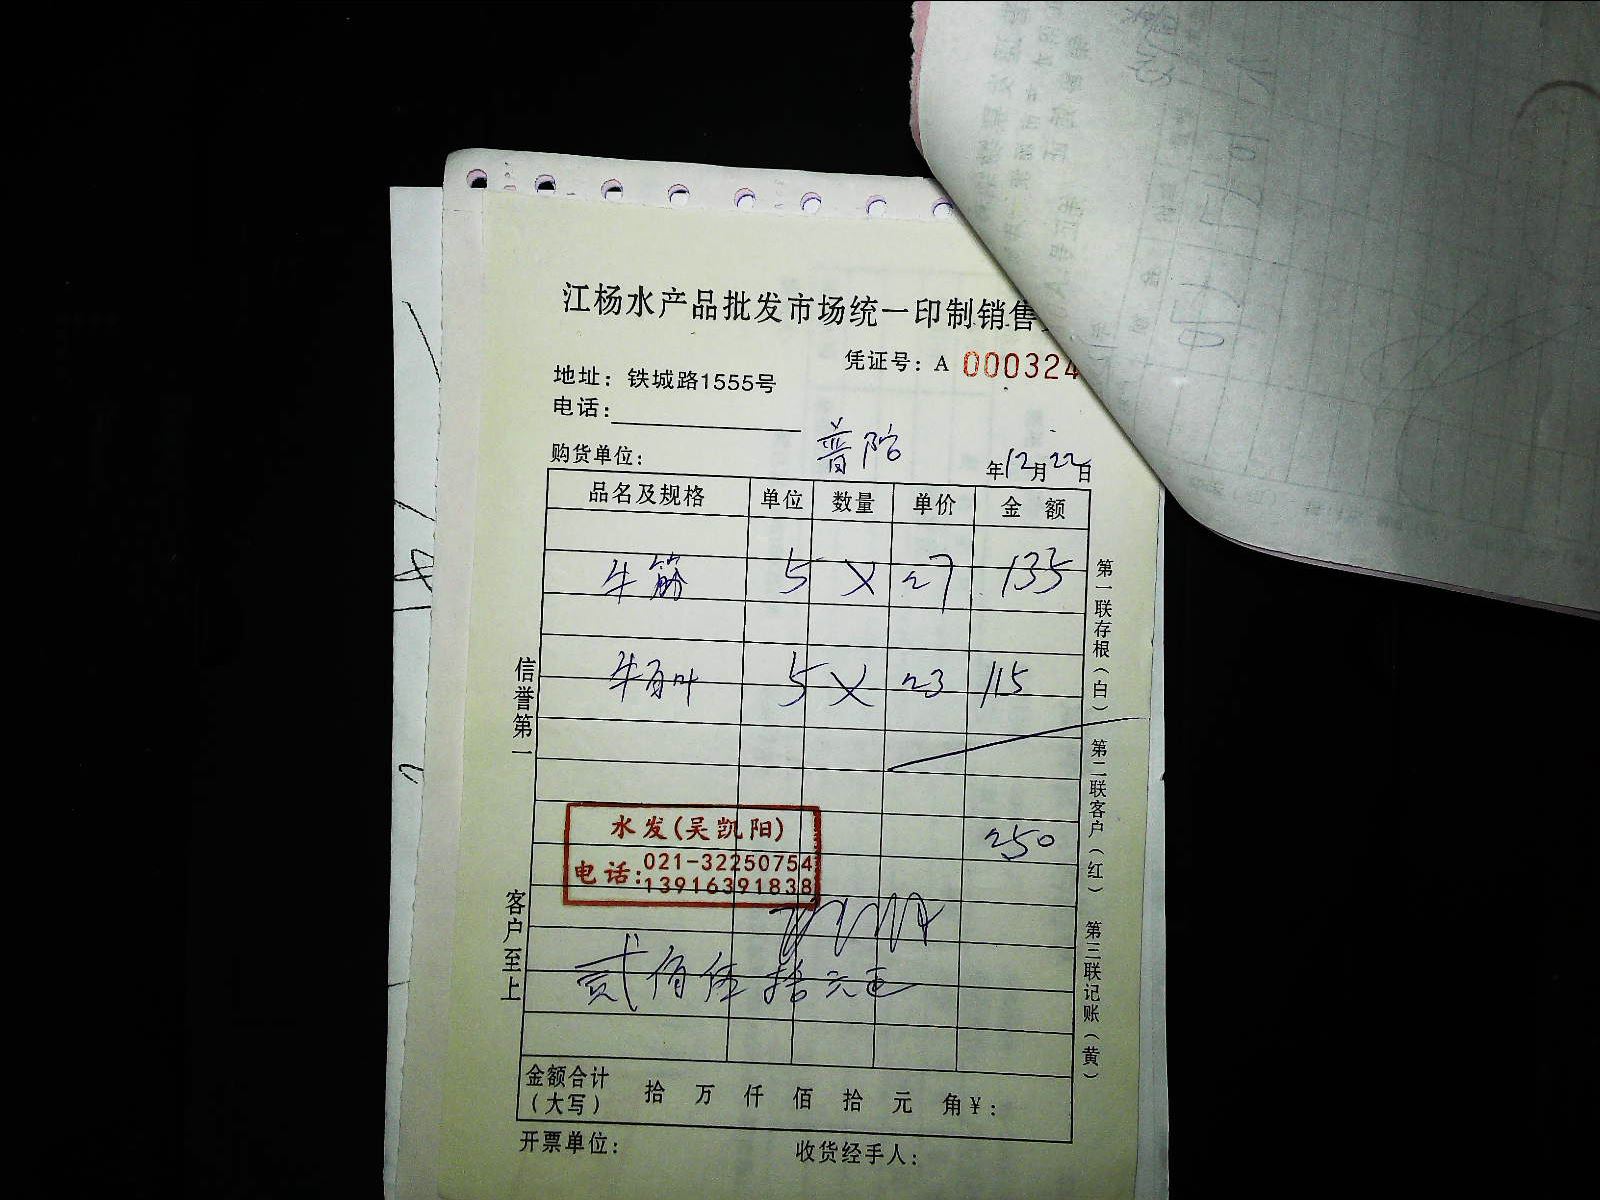 江杨水产品批发市场统一印制销售
凭证号：A 000324
地址：铁城路1555号
电话：
购货单位： 普陀 年12月22日
品名及规格 单位 数量 单价 金 额
牛筋 5 × 27 135
牛百叶 5 × 23 115
250
水发(吴凯阳)
电话：021-32250754
13916391838
贰佰伍拾元正
金额合计（大写） 拾 万 仟 佰 拾 元 角 ¥：
开票单位： 收货经手人：
信誉第一
客户至上
第一联存根（白） 第二联客户（红） 第三联记账（黄）